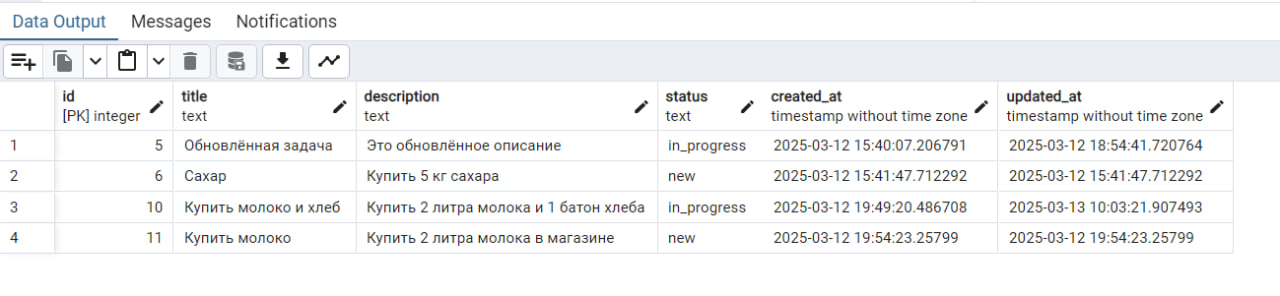 Data Output Messages Notifications
id title description status created_at updated_at
[PK] integer text text text timestamp without time zone timestamp without time zone
1 5 Обновлённая задача Это обновлённое описание in_progress 2025-03-12 15:40:07.206791 2025-03-12 18:54:41.720764
2 6 Сахар Купить 5 кг сахара new 2025-03-12 15:41:47.712292 2025-03-12 15:41:47.712292
3 10 Купить молоко и хлеб Купить 2 литра молока и 1 батон хлеба in_progress 2025-03-12 19:49:20.486708 2025-03-13 10:03:21.907493
4 11 Купить молоко Купить 2 литра молока в магазине new 2025-03-12 19:54:23.25799 2025-03-12 19:54:23.25799